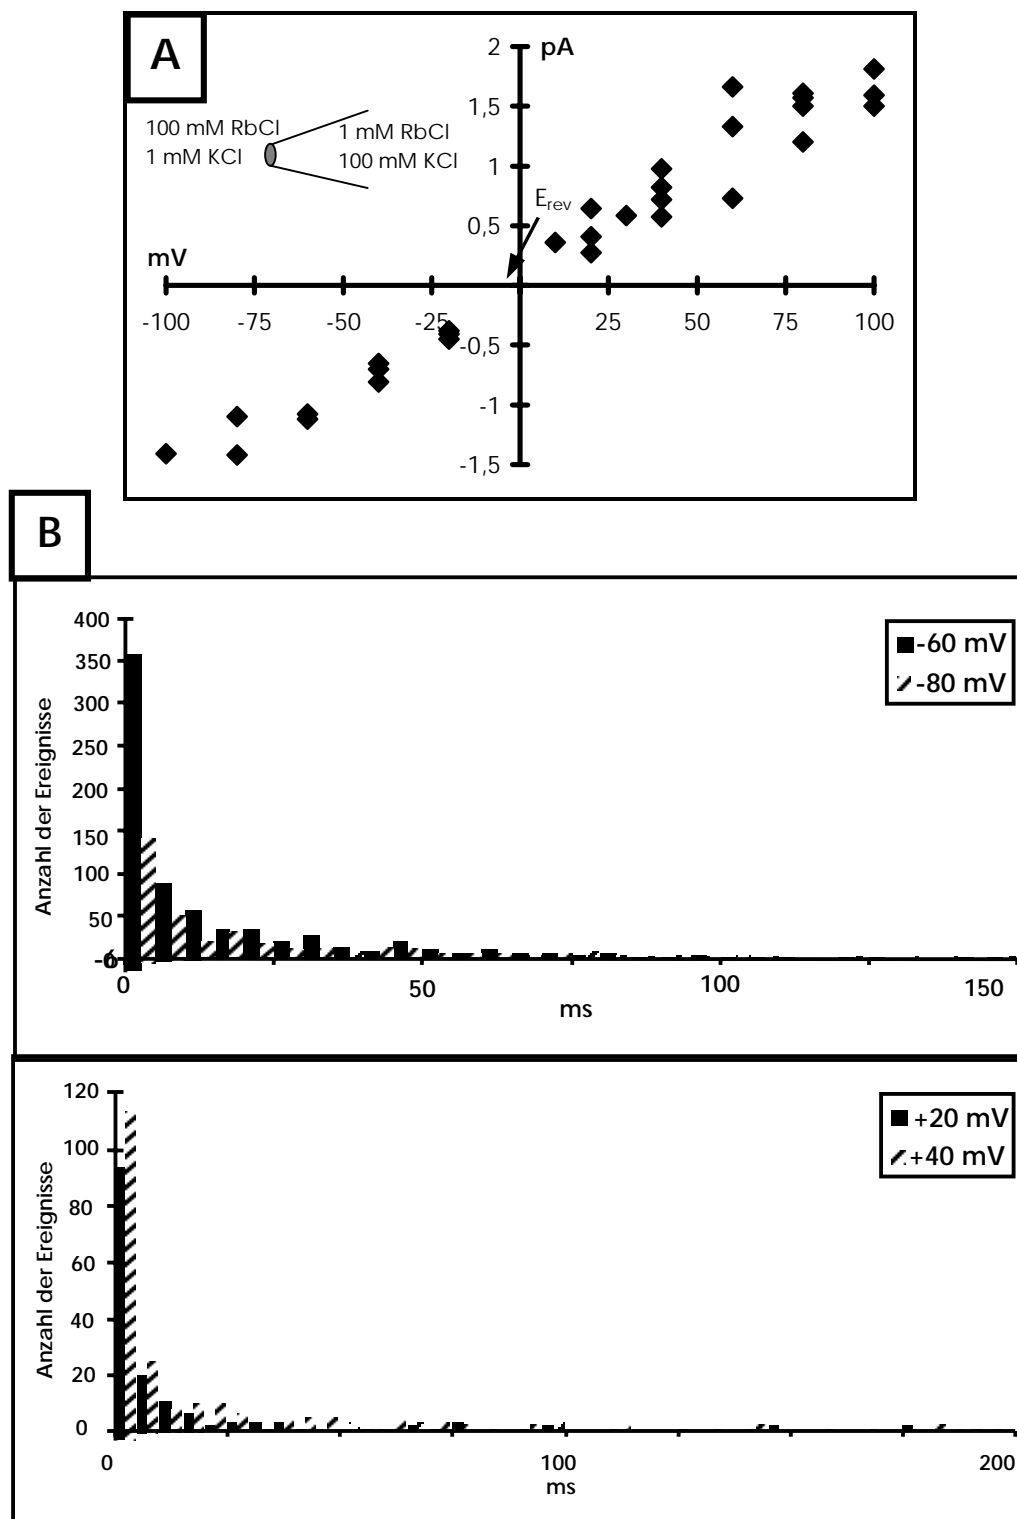 A
2 pA
100 mM RbCl
1 mM KCl
1 mM RbCl
100 mM KCl
1,5
1
E_rev
0,5
mV
-100 -75 -50 -25 25 50 75 100
-0,5
-1
-1,5
B
400
350
300
250
200
150
100
50
0
Anzahl der Ereignisse
-60 mV
-80 mV
0 50 100 150
ms
120
100
80
60
40
20
0
Anzahl der Ereignisse
+20 mV
+40 mV
0 100 200
ms